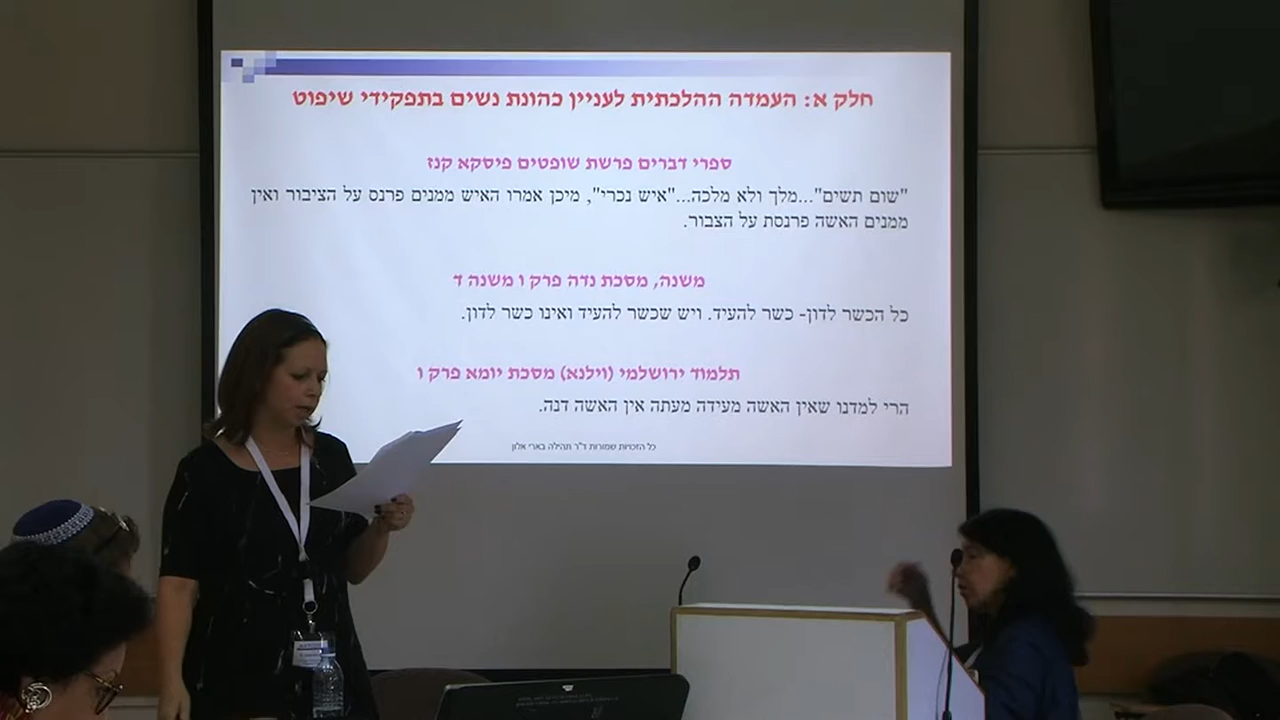 חלק א: העמדה ההלכתית לעניין כהונת נשים בתפקידי שיפוט
ספרי דברים פרשת שופטים פיסקא קנז
"שום תשים"...מלך ולא מלכה..."איש נכרי", מיכן אמרו האיש ממנים פרנס על הציבור ואין
ממנים האשה פרנסת על הצבור.
משנה, מסכת נדה פרק ו משנה ד
כל הכשר לדון- כשר להעיד. ויש שכשר להעיד ואינו כשר לדון.
תלמוד ירושלמי (וילנא) מסכת יומא פרק ו
הרי למדנו שאין האשה מעידה מעתה אין האשה דנה.
כל הזכויות שמורות ד"ר תהילה בארי אלון